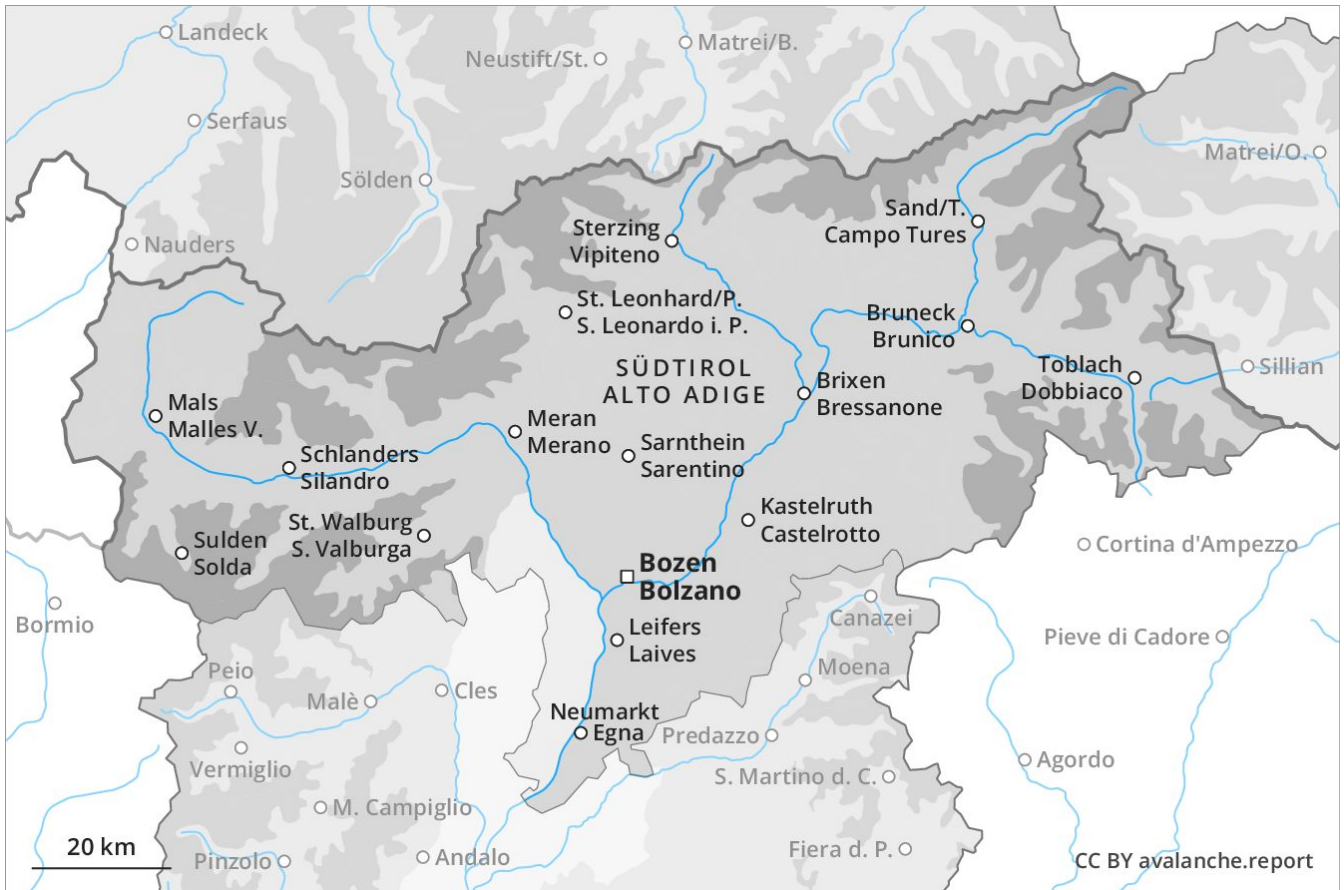 Landeck
Neustift/St.
Matrei/B.
Serfaus
Matrei/O.
Sölden
Nauders
Sand/T.
Campo Tures
Sterzing
Vipiteno
St. Leonhard/P.
S. Leonardo i. P.
Bruneck
Brunico
SÜDTIROL
ALTO ADIGE
Toblach
Dobbiaco
Sillian
Brixen
Bressanone
Mals
Malles V.
Meran
Merano
Sarnthein
Sarentino
Schlanders
Silandro
St. Walburg
S. Valburga
Kastelruth
Castelrotto
Sulden
Solda
Cortina d'Ampezzo
Bozen
Bolzano
Bormio
Canazei
Leifers
Laives
Pieve di Cadore
Peio
Moena
Malè
Cles
Neumarkt
Egna
Predazzo
Vermiglio
Agordo
S. Martino d. C.
M. Campiglio
20 km
Pinzolo
Andalo
Fiera d. P.
CC BY avalanche.report